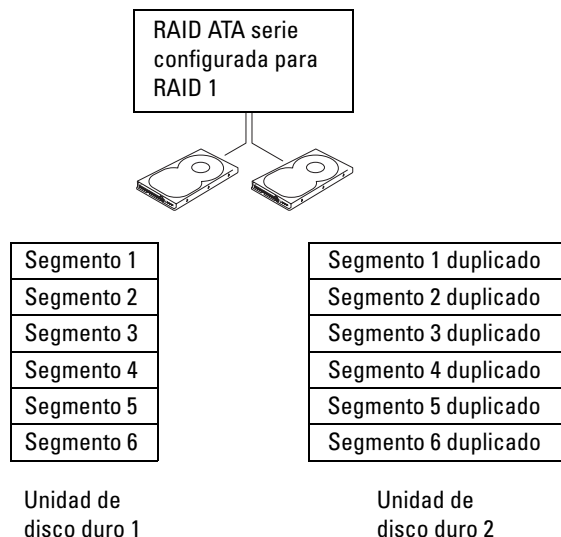 RAID ATA serie
configurada para
RAID 1
Segmento 1
Segmento 2
Segmento 3
Segmento 4
Segmento 5
Segmento 6
Segmento 1 duplicado
Segmento 2 duplicado
Segmento 3 duplicado
Segmento 4 duplicado
Segmento 5 duplicado
Segmento 6 duplicado
Unidad de
disco duro 1
Unidad de
disco duro 2